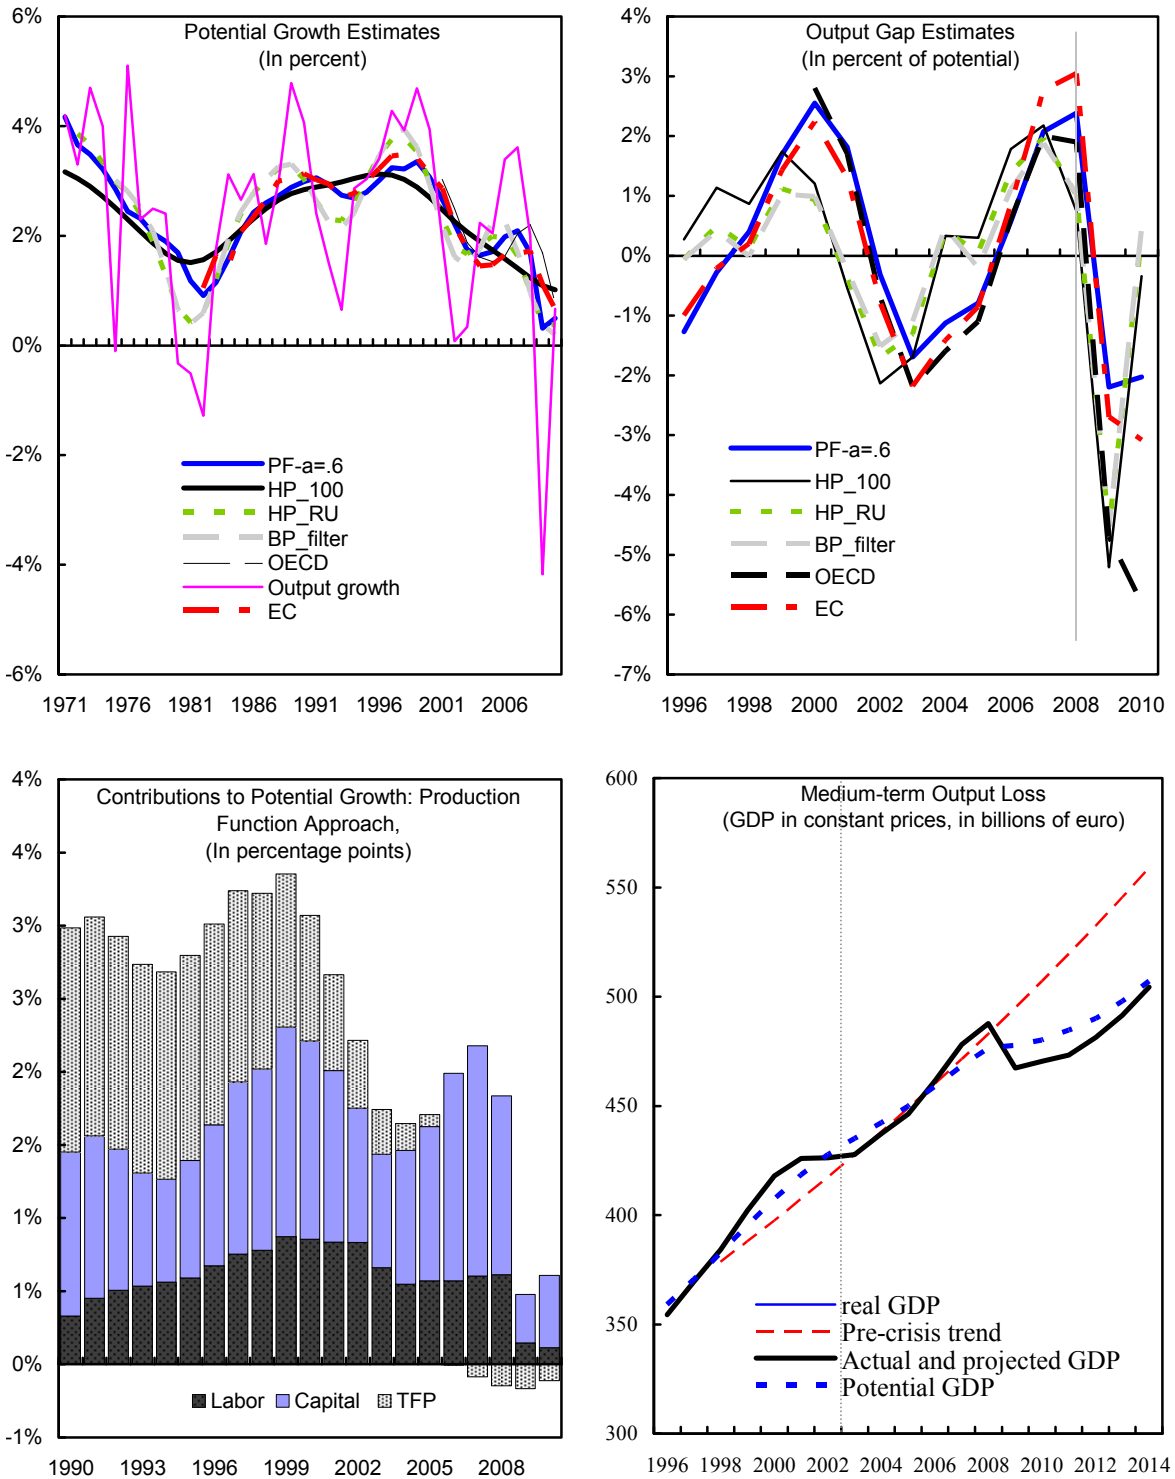 Potential Growth Estimates
(In percent)
6%
4%
2%
0%
-2%
-4%
-6%
PF-a=.6
HP_100
HP_RU
BP_filter
OECD
Output growth
EC
1971 1976 1981 1986 1991 1996 2001 2006
Output Gap Estimates
(In percent of potential)
4%
3%
2%
1%
0%
-1%
-2%
-3%
-4%
-5%
-6%
-7%
PF-a=.6
HP_100
HP_RU
BP_filter
OECD
EC
1996 1998 2000 2002 2004 2006 2008 2010
Contributions to Potential Growth: Production
Function Approach,
(In percentage points)
4%
4%
3%
3%
2%
2%
1%
1%
0%
-1%
Labor Capital TFP
1990 1993 1996 1999 2002 2005 2008
Medium-term Output Loss
(GDP in constant prices, in billions of euro)
600
550
500
450
400
350
300
real GDP
Pre-crisis trend
Actual and projected GDP
Potential GDP
1996 1998 2000 2002 2004 2006 2008 2010 2012 2014